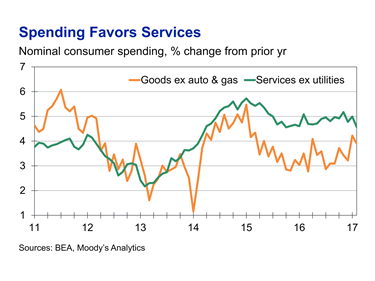 Spending Favors Services
Nominal consumer spending, % change from prior yr
7
Goods ex auto & gas
Services ex utilities
6
5
4
3
2
1
11
12
13
14
15
16
17
Sources: BEA, Moody's Analytics